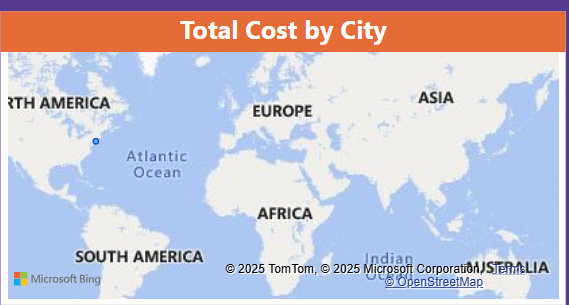 Total Cost by City
RTH AMERICA
EUROPE
ASIA
Atlantic
Ocean
AFRICA
SOUTH AMERICA
Indian
AUSTRALIA
Microsoft Bing
© 2025 TomTom, © 2025 Microsoft Corporation, Terms
© OpenStreetMap